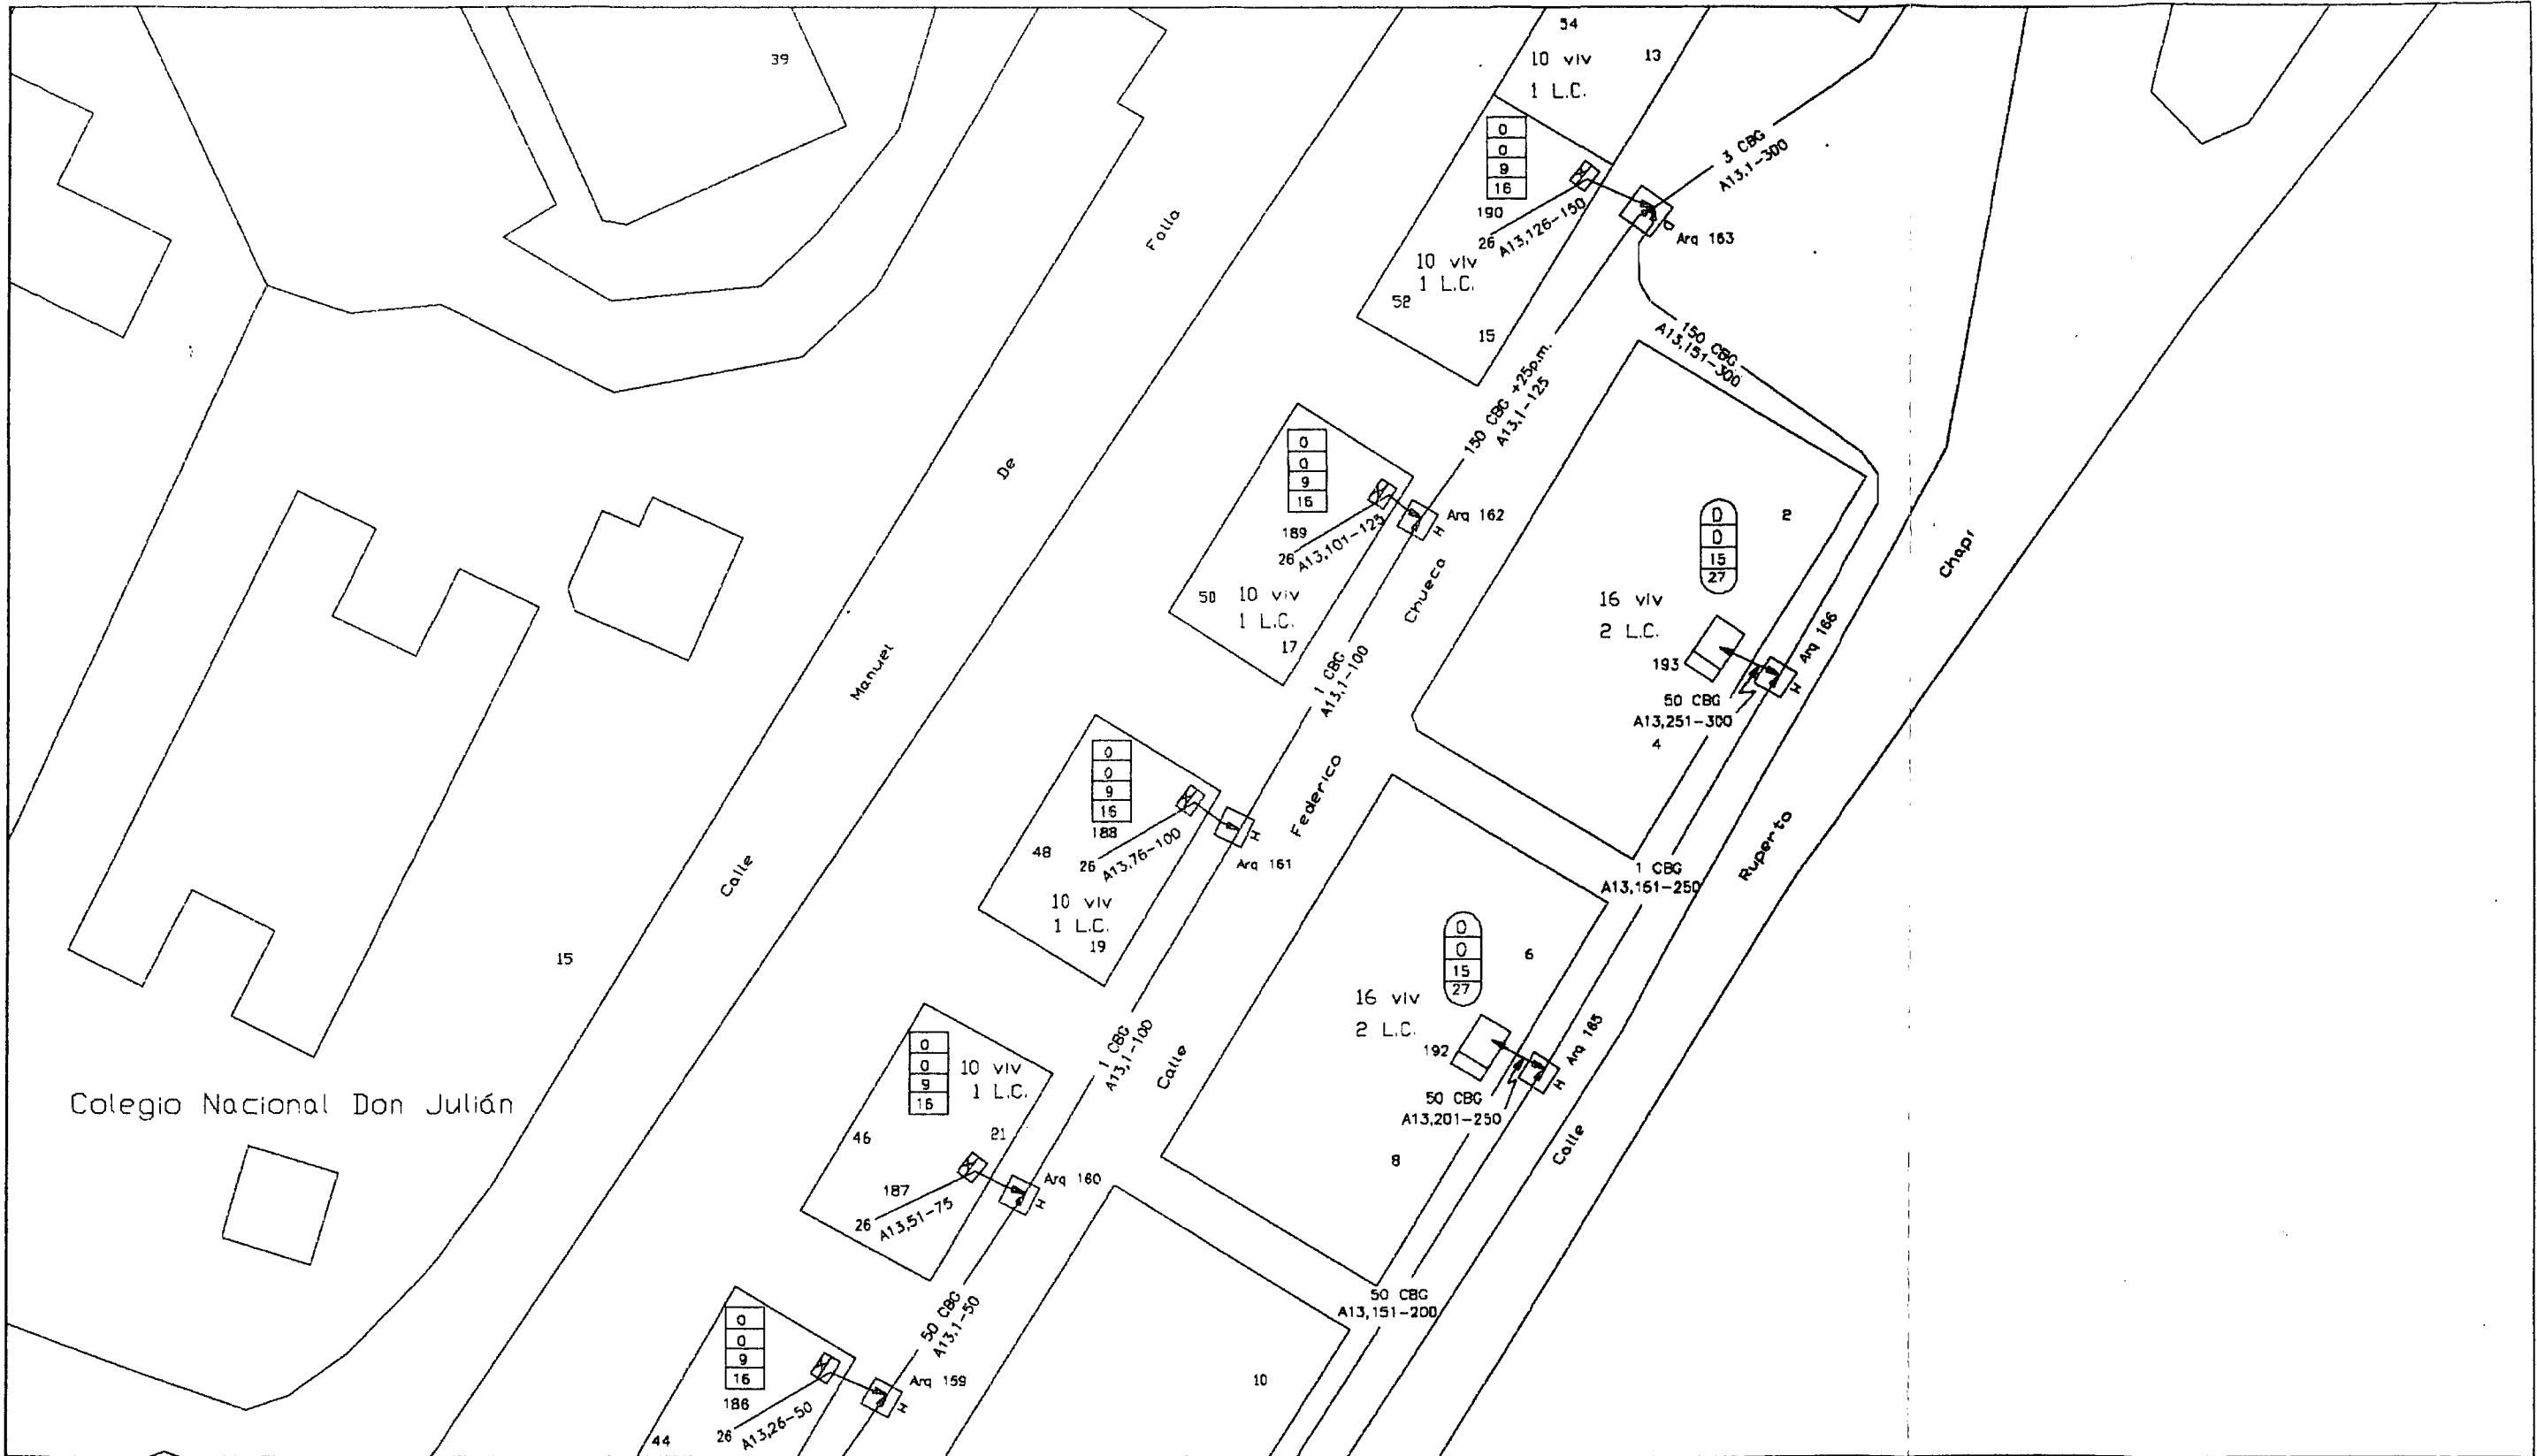 39
54
10 viv
13
1 L.C.
0
0
9
16
190
26
A13,126-150
3 CBG
A13,1-300
Arq 163
10 viv
1 L.C.
52
15
150 CBG
A13,151-300
150 CBG +25p.m.
A13,1-125
0
0
9
16
189
26
A13,101-125
Arq 162
H
50
10 viv
1 L.C.
17
Calle Manuel De Falla
Calle Federico Chueca
Calle Ruperto Chapi
1 CBG
A13,1-100
0
0
15
27
2
16 viv
2 L.C.
193
50 CBG
A13,251-300
4
Arq 166
H
0
0
9
16
188
26
A13,76-100
H
Arq 161
48
10 viv
1 L.C.
19
1 CBG
A13,151-250
15
0
0
15
27
6
16 viv
2 L.C.
192
50 CBG
A13,201-250
8
Arq 165
H
1 CBG
A13,1-100
0
0
9
16
10 viv
1 L.C.
46
21
187
26
A13,51-75
Arq 160
H
Colegio Nacional Don Julián
50 CBG
A13,1-50
50 CBG
A13,151-200
0
0
9
16
186
26
A13,26-50
Arq 159
H
44
10